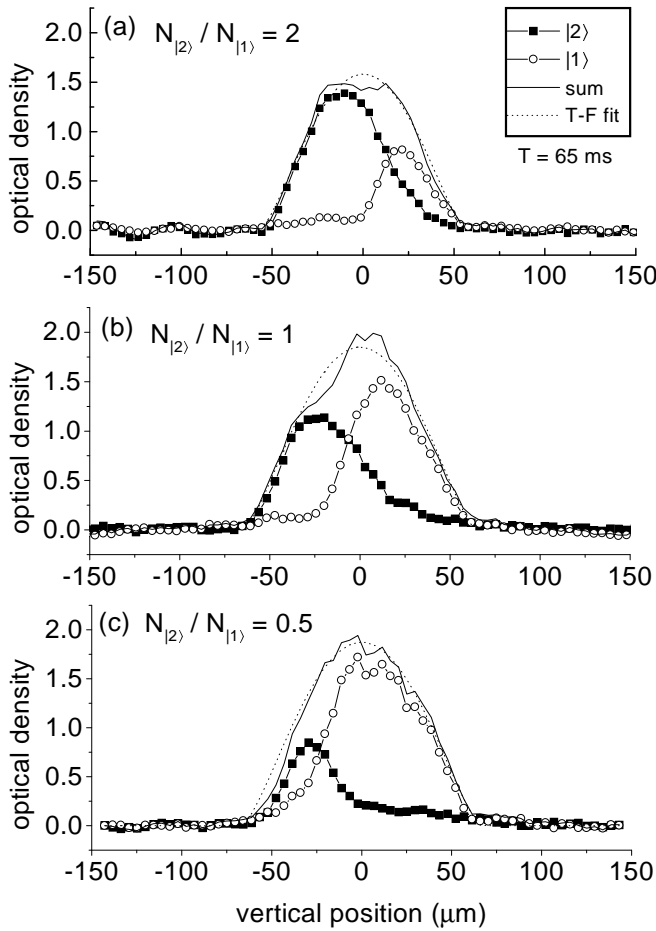 (a) N|2⟩ / N|1⟩ = 2
|2⟩
|1⟩
sum
T-F fit
T = 65 ms
optical density
2.0
1.5
1.0
0.5
0.0
-150 -100 -50 0 50 100 150
(b) N|2⟩ / N|1⟩ = 1
optical density
2.0
1.5
1.0
0.5
0.0
-150 -100 -50 0 50 100 150
(c) N|2⟩ / N|1⟩ = 0.5
optical density
2.0
1.5
1.0
0.5
0.0
-150 -100 -50 0 50 100 150
vertical position (μm)